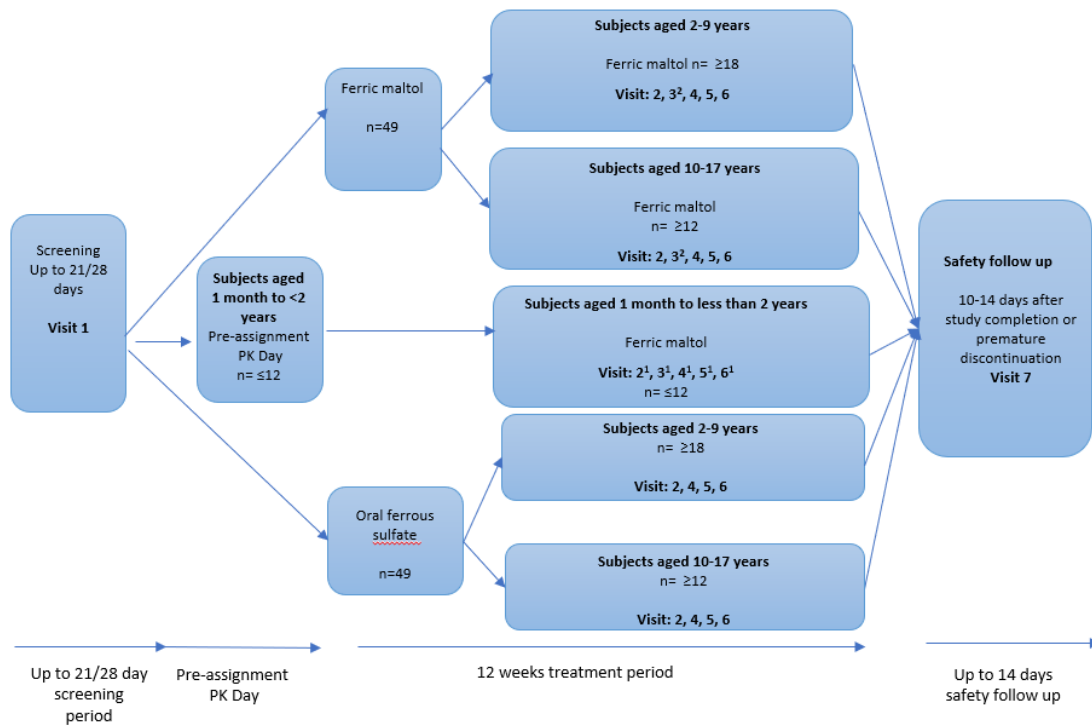 Screening
Up to 21/28
days
Visit 1
Subjects aged
1 month to <2
years
Pre-assignment
PK Day
n= ≤12
Ferric maltol
n=49
Oral ferrous
sulfate
n=49
Subjects aged 2-9 years
Ferric maltol n= ≥18
Visit: 2, 3², 4, 5, 6
Subjects aged 10-17 years
Ferric maltol
n= ≥12
Visit: 2, 3², 4, 5, 6
Subjects aged 1 month to less than 2 years
Ferric maltol
Visit: 2¹, 3¹, 4¹, 5¹, 6¹
n= ≤12
Subjects aged 2-9 years
n= ≥18
Visit: 2, 4, 5, 6
Subjects aged 10-17 years
n= ≥12
Visit: 2, 4, 5, 6
Safety follow up
10-14 days after
study completion or
premature
discontinuation
Visit 7
Up to 21/28 day
screening
period
Pre-assignment
PK Day
12 weeks treatment period
Up to 14 days
safety follow up